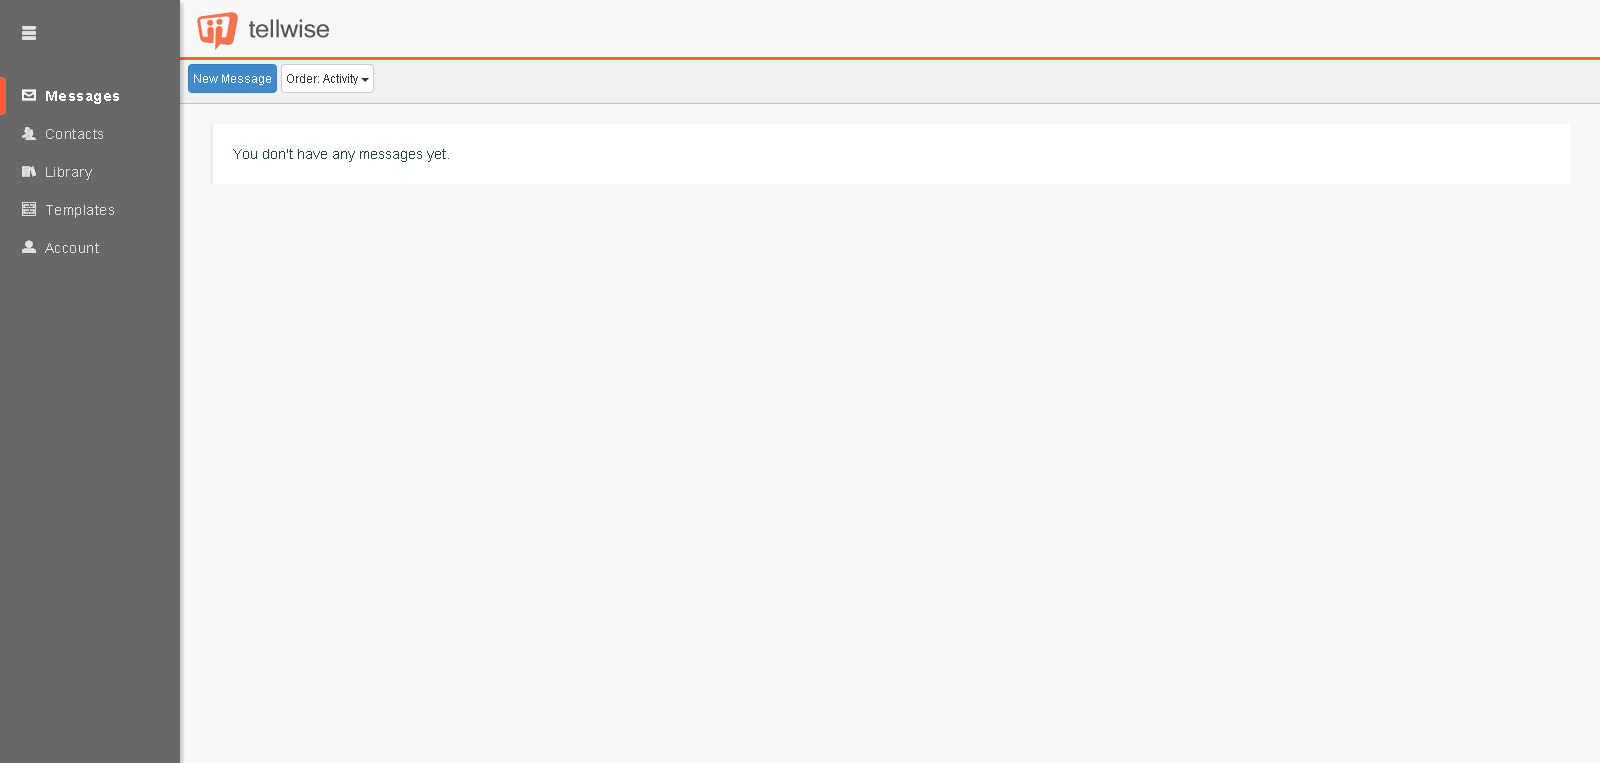 tellwise
New Message
Order: Activity
Messages
Contacts
Library
Templates
Account
You don't have any messages yet.